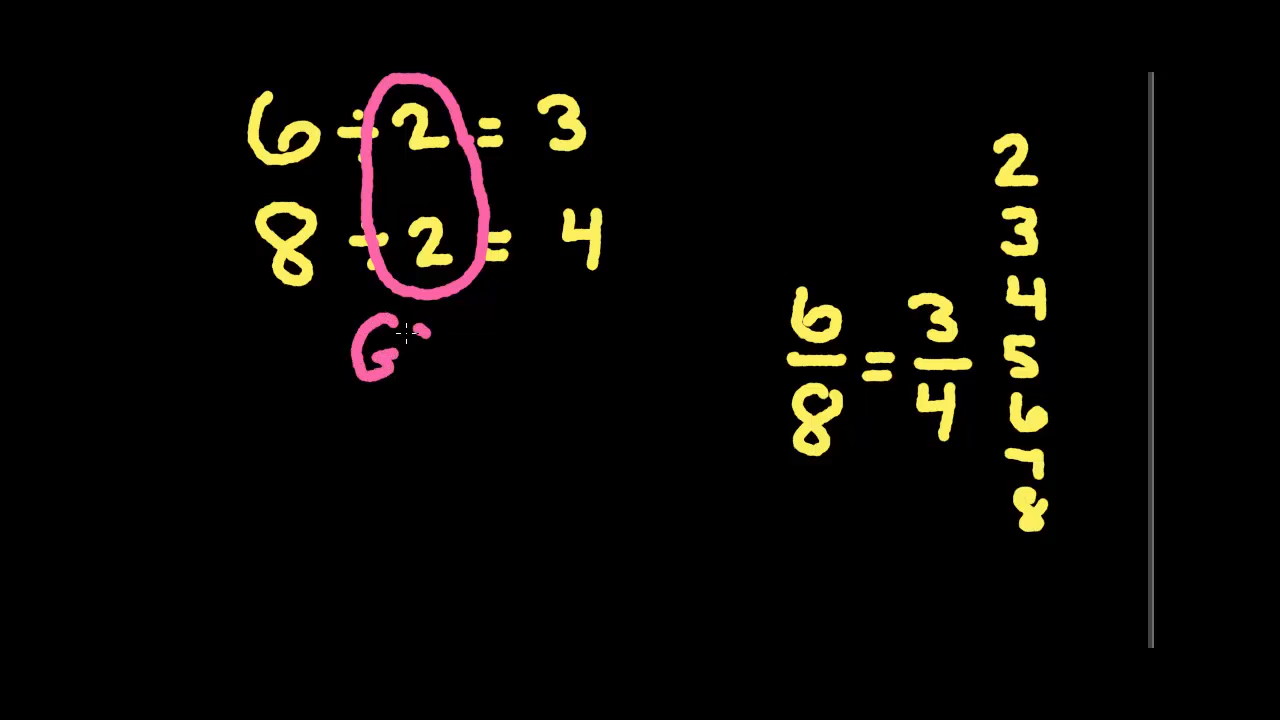 6 ÷ 2 = 3
8 ÷ 2 = 4
G
6/8 = 3/4
2
3
4
5
6
7
8